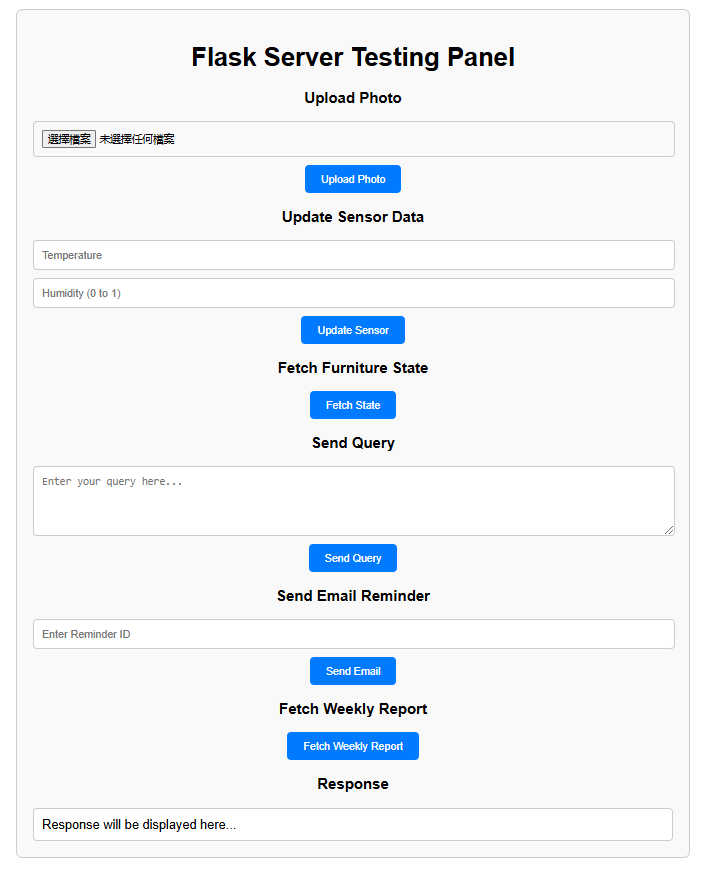 Flask Server Testing Panel
Upload Photo
選擇檔案 未選擇任何檔案
Upload Photo
Update Sensor Data
Temperature
Humidity (0 to 1)
Update Sensor
Fetch Furniture State
Fetch State
Send Query
Enter your query here...
Send Query
Send Email Reminder
Enter Reminder ID
Send Email
Fetch Weekly Report
Fetch Weekly Report
Response
Response will be displayed here...